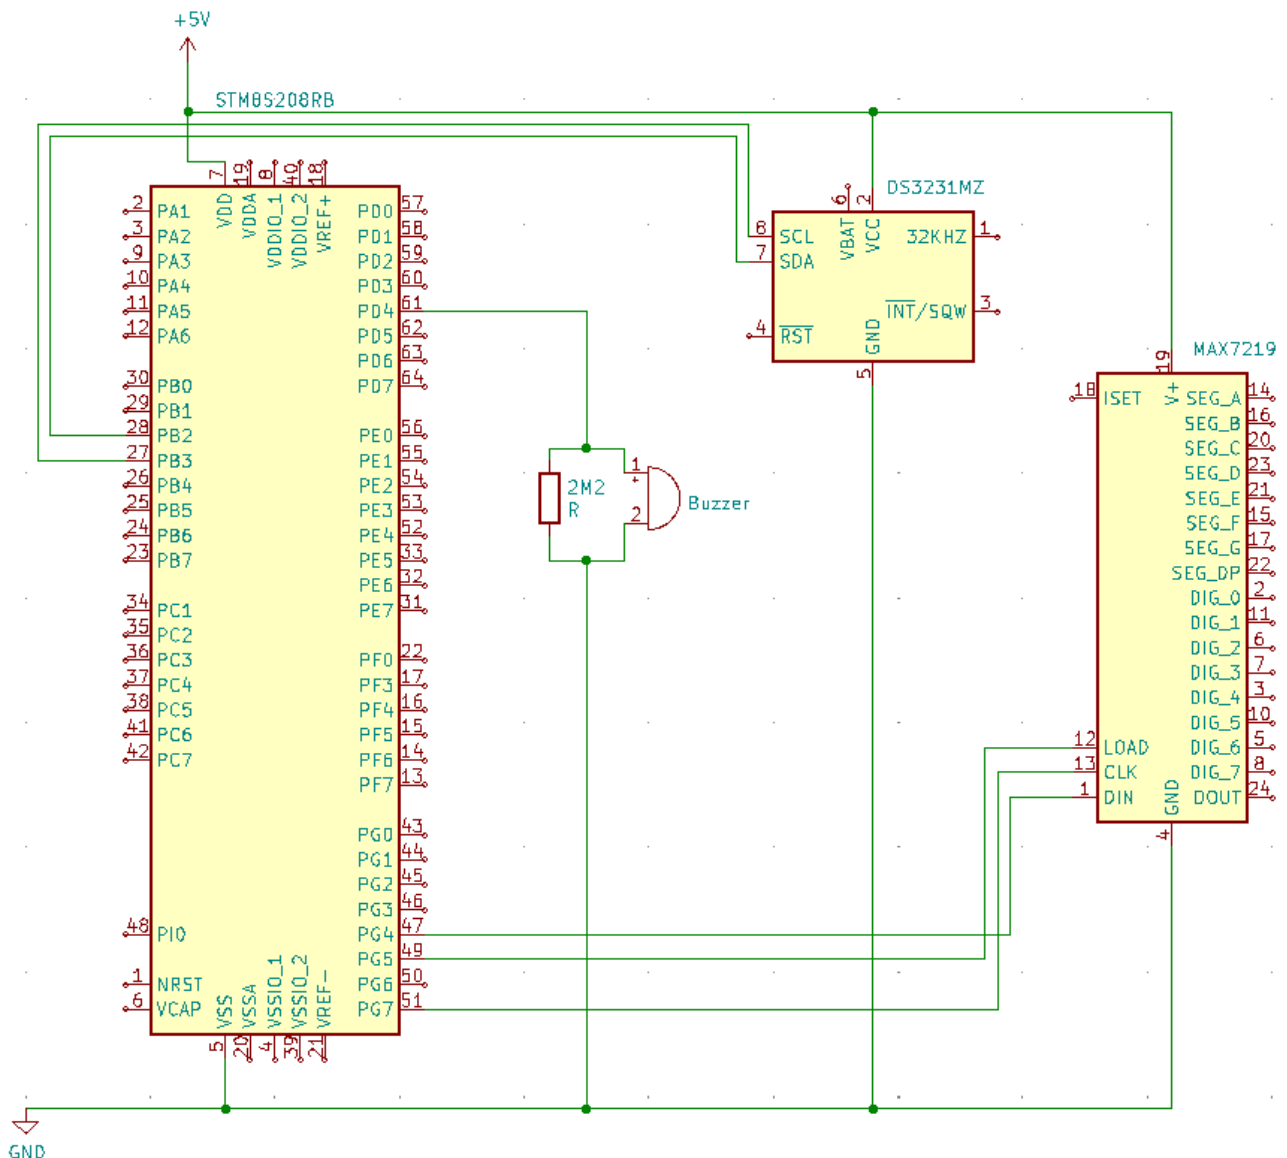 +5V
STM8S208RB
7
19
8
40
18
VDD
VDDA
VDDIO_1
VDDIO_2
VREF+
2 PA1
3 PA2
9 PA3
10 PA4
11 PA5
12 PA6
30 PB0
29 PB1
28 PB2
27 PB3
26 PB4
25 PB5
24 PB6
23 PB7
34 PC1
35 PC2
36 PC3
37 PC4
38 PC5
41 PC6
42 PC7
48 PI0
1 NRST
6 VCAP
PD0 57
PD1 58
PD2 59
PD3 60
PD4 61
PD5 62
PD6 63
PD7 64
PE0 56
PE1 55
PE2 54
PE3 53
PE4 52
PE5 33
PE6 32
PE7 31
PF0 22
PF3 17
PF4 16
PF5 15
PF6 14
PF7 13
PG0 43
PG1 44
PG2 45
PG3 46
PG4 47
PG5 49
PG6 50
PG7 51
VSS
VSSA
VSSIO_1
VSSIO_2
VREF-
5
20
4
39
21
GND
2M2
R
1
+
2
Buzzer
DS3231MZ
6
2
VBAT
VCC
8 SCL
7 SDA
4 RST
32KHZ 1
INT/SQW 3
GND
5
MAX7219
19
V+
18 ISET
12 LOAD
13 CLK
1 DIN
SEG_A 14
SEG_B 16
SEG_C 20
SEG_D 23
SEG_E 21
SEG_F 15
SEG_G 17
SEG_DP 22
DIG_0 2
DIG_1 11
DIG_2 6
DIG_3 7
DIG_4 3
DIG_5 10
DIG_6 5
DIG_7 8
DOUT 24
GND
4